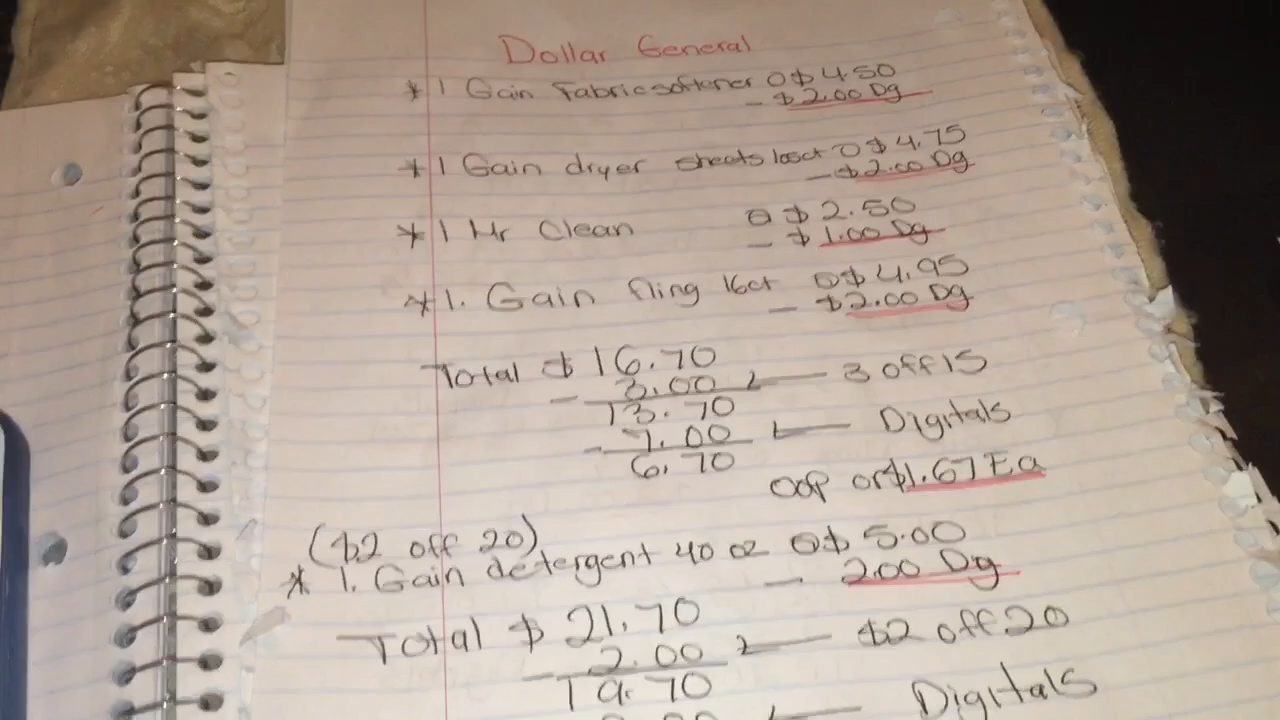 Dollar General
* 1 Gain Fabric softener @ $4.50
- $2.00 Dg
* 1 Gain dryer sheets 105ct @ $4.75
- $2.00 Dg
* 1 Mr Clean @ $2.50
- $1.00 Dg
* 1. Gain fling 16ct @ $4.95
- $2.00 Dg
Total $16.70
- 3.00 ← 3 off 15
13.70
- 7.00 ← Digitals
6.70
OOP or $1.67 Ea
($2 off 20)
* 1. Gain detergent 40 oz @ $5.00
- 2.00 Dg
Total $21.70
- 2.00 ← $2 off 20
19.70
Digitals